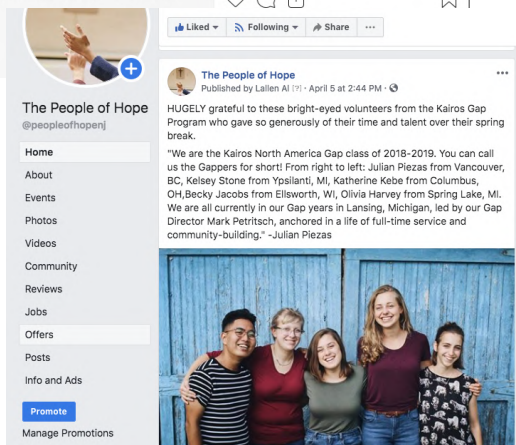 Liked
Following
Share
The People of Hope
Published by Lallen Al [?] · April 5 at 2:44 PM ·
HUGELY grateful to these bright-eyed volunteers from the Kairos Gap
Program who gave so generously of their time and talent over their spring
break.
"We are the Kairos North America Gap class of 2018-2019. You can call
us the Gappers for short! From right to left: Julian Piezas from Vancouver,
BC, Kelsey Stone from Ypsilanti, MI, Katherine Kebe from Columbus,
OH,Becky Jacobs from Ellsworth, WI, Olivia Harvey from Spring Lake, MI.
We are all currently in our Gap years in Lansing, Michigan, led by our Gap
Director Mark Petritsch, anchored in a life of full-time service and
community-building." -Julian Piezas
The People of Hope
@peopleofhopenj
Home
About
Events
Photos
Videos
Community
Reviews
Jobs
Offers
Posts
Info and Ads
Promote
Manage Promotions